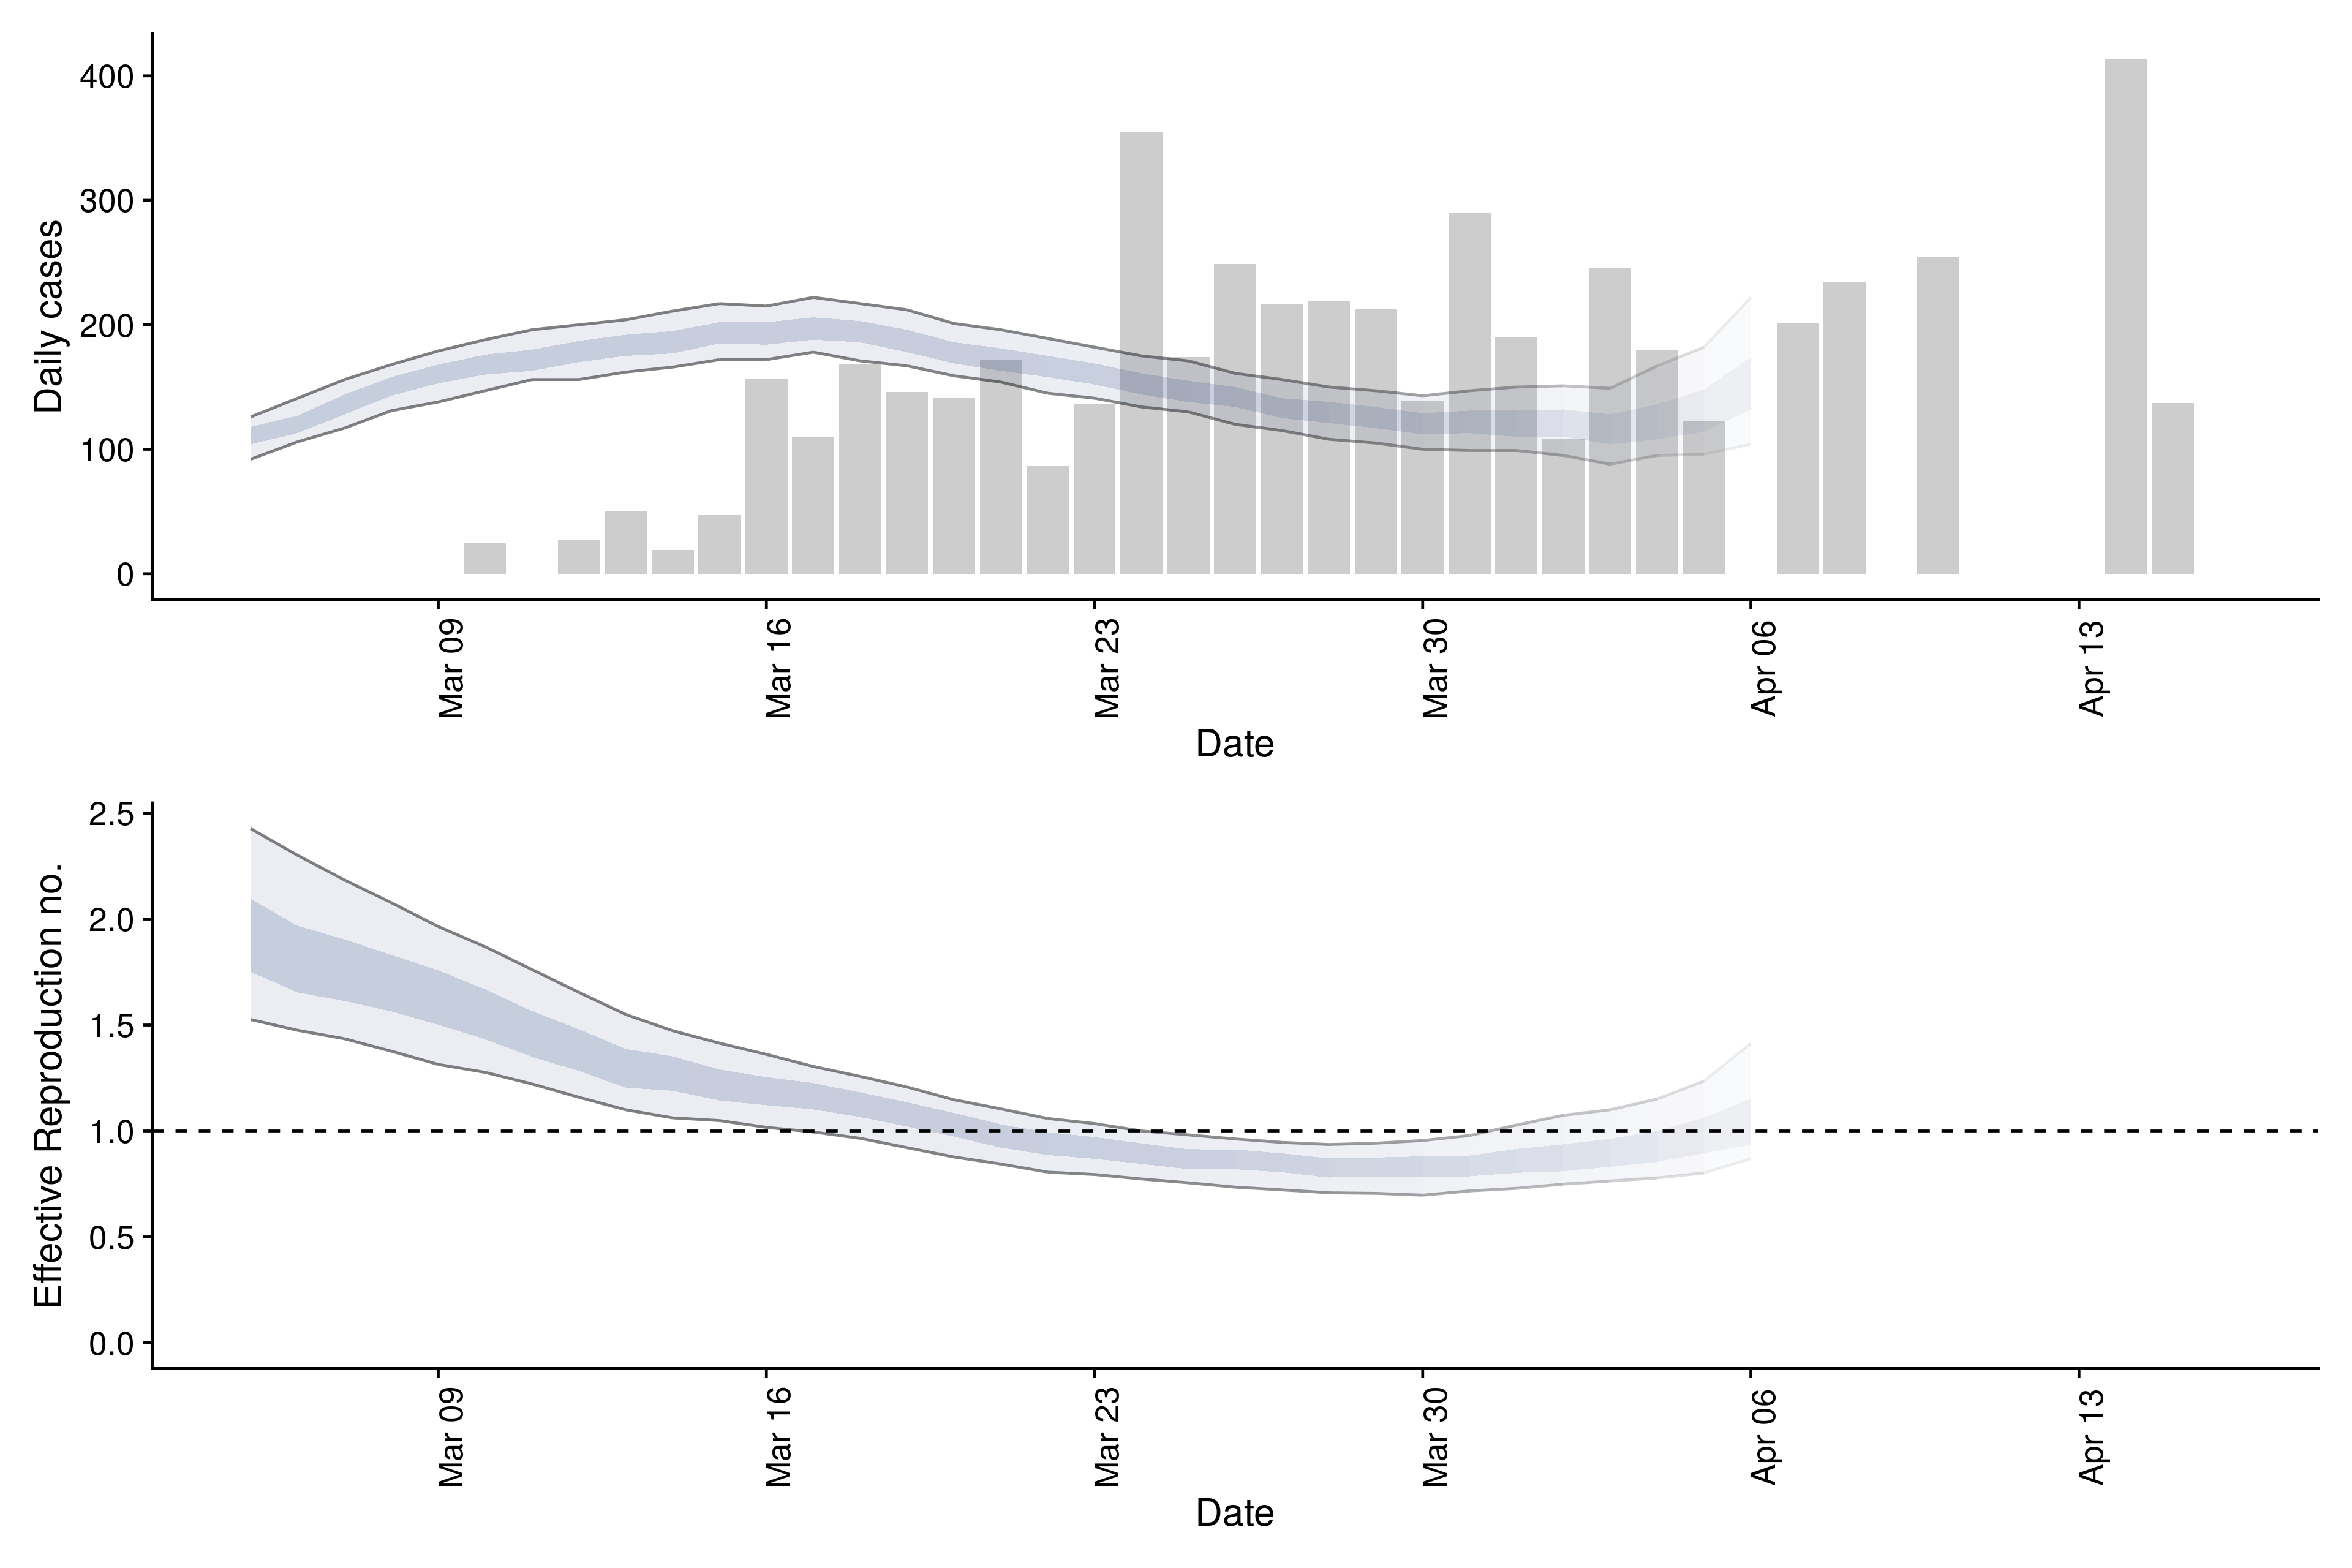 Daily cases
400
300
200
100
0
Mar 09
Mar 16
Mar 23
Mar 30
Apr 06
Apr 13
Date
Effective Reproduction no.
2.5
2.0
1.5
1.0
0.5
0.0
Mar 09
Mar 16
Mar 23
Mar 30
Apr 06
Apr 13
Date